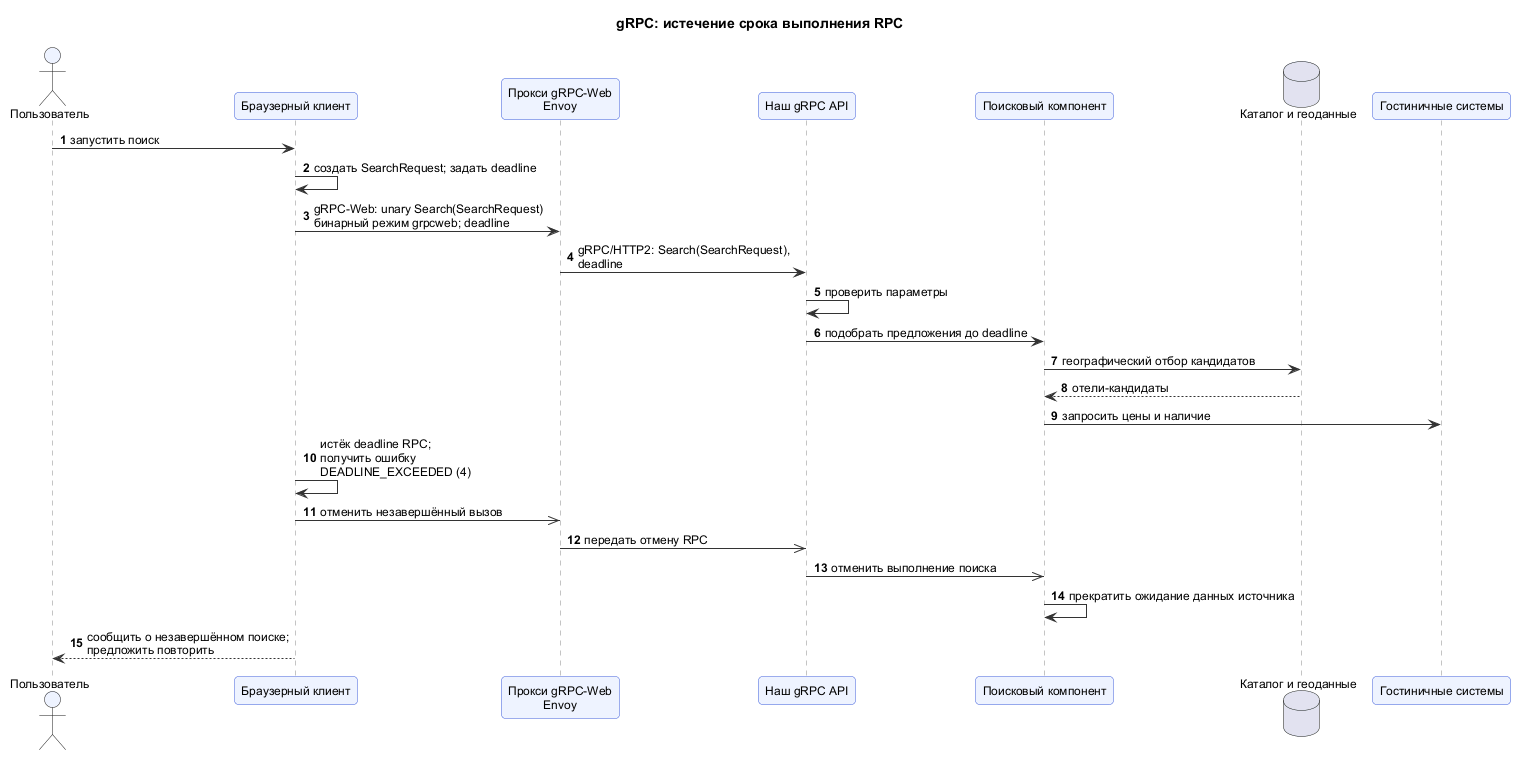 gRPC: истечение срока выполнения RPC
Пользователь
Браузерный клиент
Прокси gRPC-Web
Envoy
Наш gRPC API
Поисковый компонент
Каталог и геоданные
Гостиничные системы
1 запустить поиск
2 создать SearchRequest; задать deadline
3 gRPC-Web: unary Search(SearchRequest)
бинарный режим grpcweb; deadline
4 gRPC/HTTP2: Search(SearchRequest),
deadline
5 проверить параметры
6 подобрать предложения до deadline
7 географический отбор кандидатов
8 отели-кандидаты
9 запросить цены и наличие
истёк deadline RPC;
10 получить ошибку
DEADLINE_EXCEEDED (4)
11 отменить незавершённый вызов
12 передать отмену RPC
13 отменить выполнение поиска
14 прекратить ожидание данных источника
15 сообщить о незавершённом поиске;
предложить повторить
Пользователь
Браузерный клиент
Прокси gRPC-Web
Envoy
Наш gRPC API
Поисковый компонент
Каталог и геоданные
Гостиничные системы